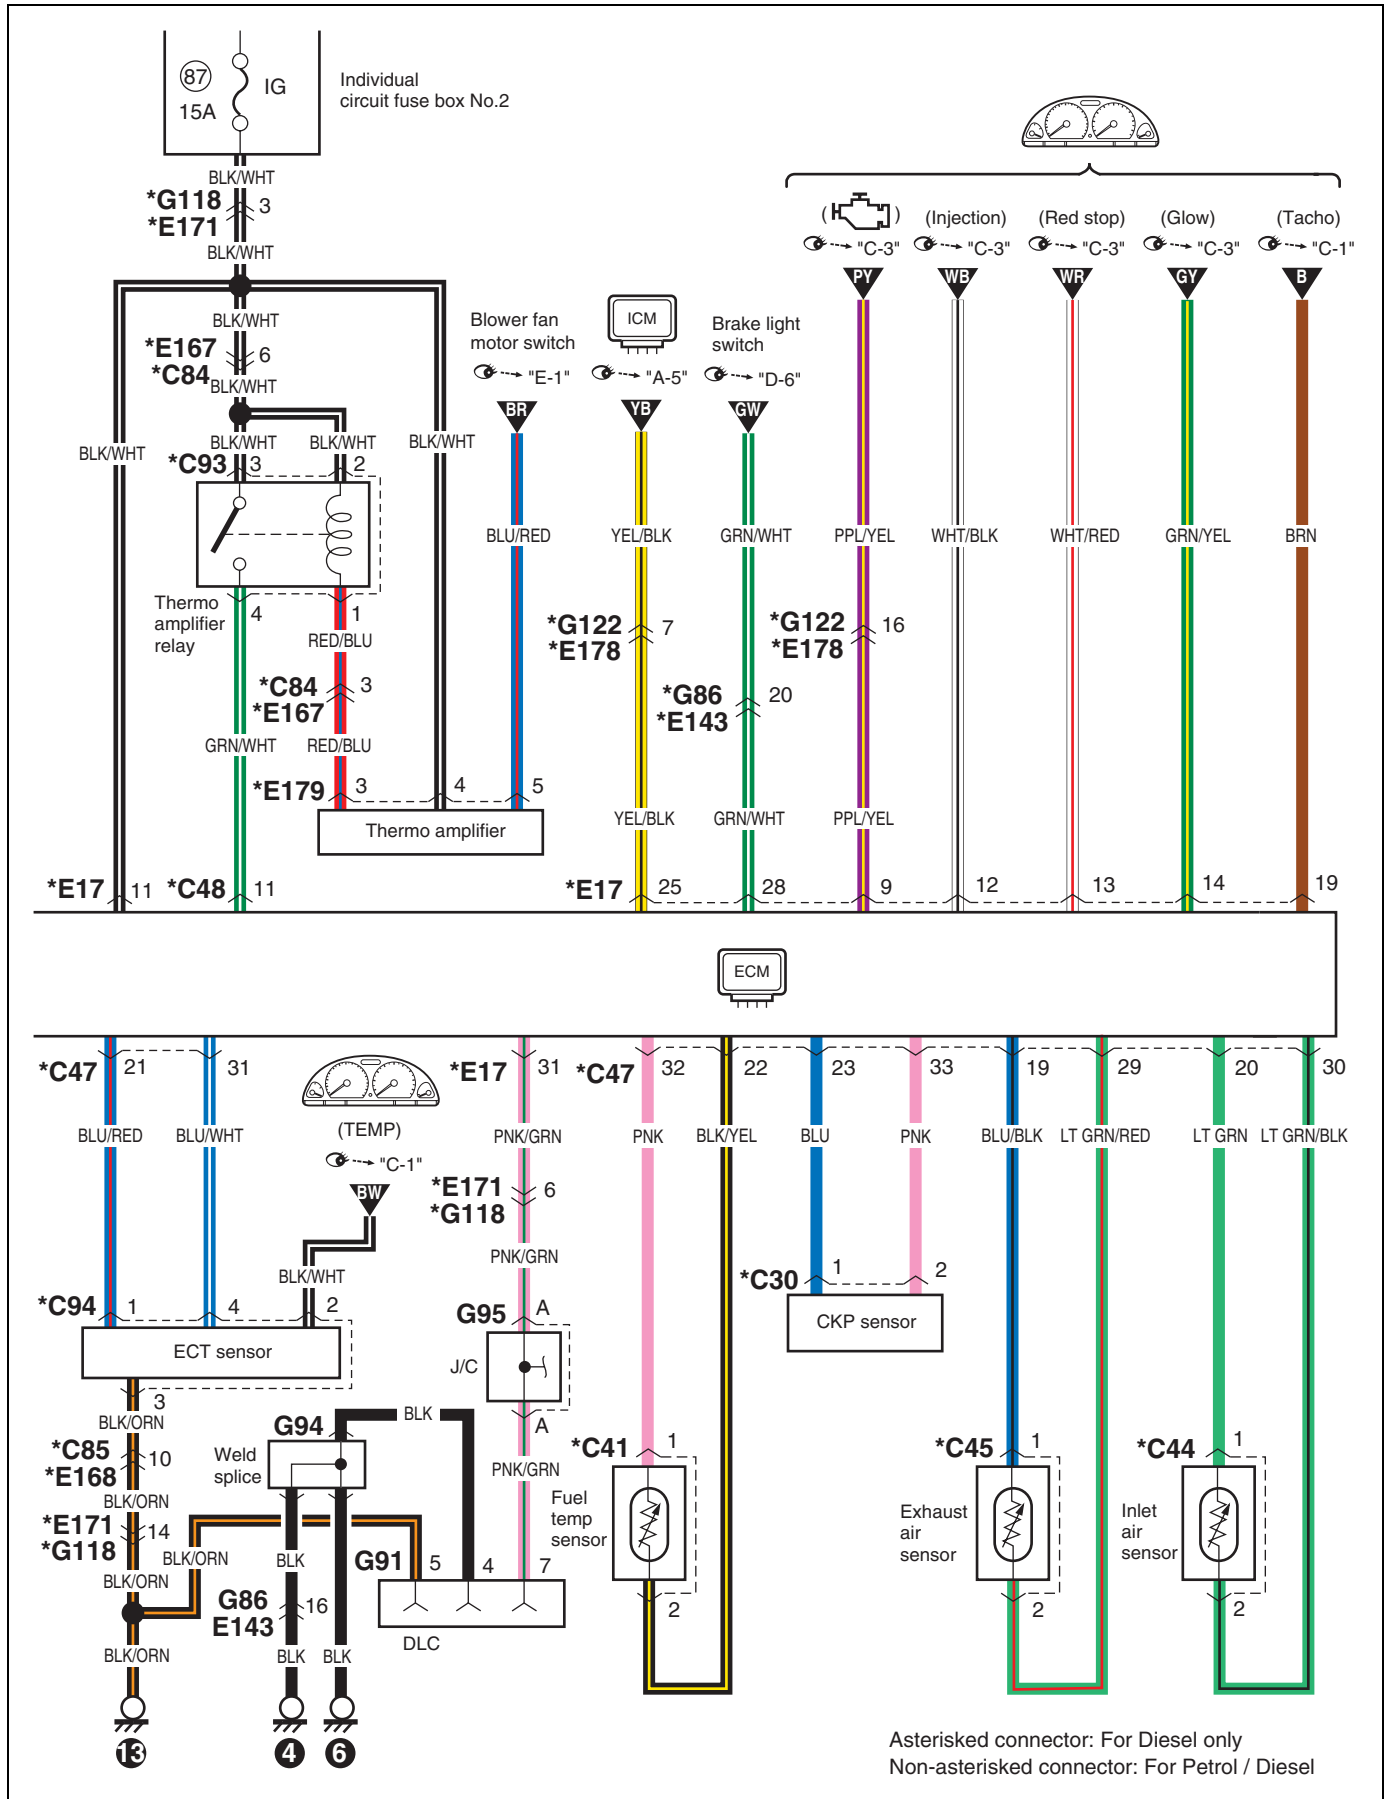 87
15A
IG
Individual
circuit fuse box No.2
BLK/WHT
*G118
*E171
3
BLK/WHT
BLK/WHT
*E167
*C84
6
BLK/WHT
BLK/WHT
BLK/WHT
BLK/WHT
BLK/WHT
*C93
3
2
Thermo
amplifier
relay
4
1
RED/BLU
*C84
*E167
3
GRN/WHT
RED/BLU
*E179
3
4
5
Thermo amplifier
Blower fan
motor switch
"E-1"
BR
BLU/RED
ICM
"A-5"
YB
YEL/BLK
*G122
*E178
7
YEL/BLK
Brake light
switch
"D-6"
GW
GRN/WHT
*G86
*E143
20
GRN/WHT
( )
"C-3"
PY
PPL/YEL
*G122
*E178
16
PPL/YEL
(Injection)
"C-3"
WB
WHT/BLK
(Red stop)
"C-3"
WR
WHT/RED
(Glow)
"C-3"
GY
GRN/YEL
(Tacho)
"C-1"
B
BRN
*E17
11
*C48
11
*E17
25
28
9
12
13
14
19
ECM
*C47
21
31
*E17
31
*C47
32
22
23
33
19
29
20
30
BLU/RED
BLU/WHT
(TEMP)
"C-1"
BW
BLK/WHT
PNK/GRN
PNK
BLK/YEL
BLU
PNK
BLU/BLK
LT GRN/RED
LT GRN
LT GRN/BLK
*E171
*G118
6
PNK/GRN
*C94
1
4
2
ECT sensor
3
BLK/ORN
*C85
*E168
10
BLK/ORN
*E171
*G118
14
BLK/ORN
BLK/ORN
BLK/ORN
13
G94
BLK
Weld
splice
BLK
G86
E143
16
BLK
BLK
4
6
G95
A
J/C
A
PNK/GRN
G91
5
4
7
DLC
*C30
1
2
CKP sensor
*C41
1
Fuel
temp
sensor
2
*C45
1
Exhaust
air
sensor
2
*C44
1
Inlet
air
sensor
2
Asterisked connector: For Diesel only
Non-asterisked connector: For Petrol / Diesel